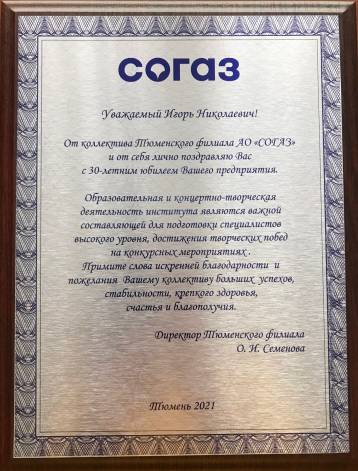 согаз
Уважаемый Игорь Николаевич!
От коллектива Тюменского филиала АО «СОГАЗ»
и от себя лично поздравляю Вас
с 30-летним юбилеем Вашего предприятия.
Образовательная и концертно-творческая
деятельность института являются важной
составляющей для подготовки специалистов
высокого уровня, достижения творческих побед
на конкурсных мероприятиях .
Примите слова искренней благодарности и
пожелания Вашему коллективу больших успехов,
стабильности, крепкого здоровья,
счастья и благополучия.
Директор Тюменского филиала
О. Н. Семенова
Тюмень 2021